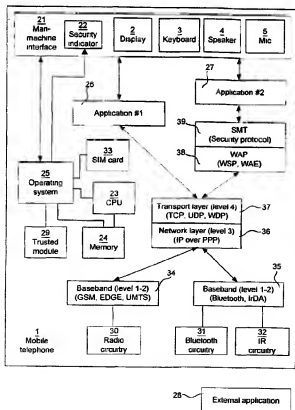 21
Man-
machine
interface
22
Security
indicator
2
Display
3
Keyboard
4
Speaker
5
Mic
26
Application #1
27
Application #2
39
SMT
(Security protocol)
38
WAP
(WSP, WAE)
33
SIM card
25
Operating
system
23
CPU
29
Trusted
module
24
Memory
Transport layer (level 4)
(TCP, UDP, WDP)
37
Network layer (level 3)
(IP over PPP)
36
34
Baseband (level 1-2)
(GSM, EDGE, UMTS)
35
Baseband (level 1-2)
(Bluetooth, IrDA)
1
Mobile
telephone
30
Radio
circuitry
31
Bluetooth
circuitry
32
IR
circuitry
28
External application